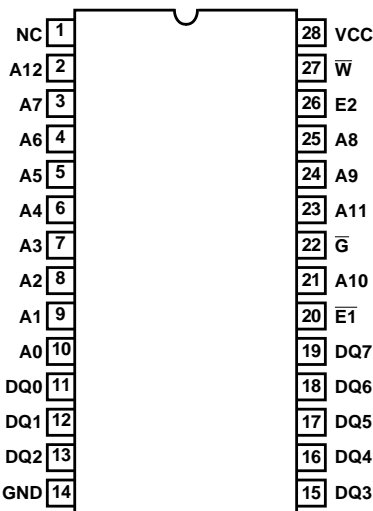 NC 1 28 VCC
A12 2 27 W̅
A7 3 26 E2
A6 4 25 A8
A5 5 24 A9
A4 6 23 A11
A3 7 22 G̅
A2 8 21 A10
A1 9 20 E̅1̅
A0 10 19 DQ7
DQ0 11 18 DQ6
DQ1 12 17 DQ5
DQ2 13 16 DQ4
GND 14 15 DQ3